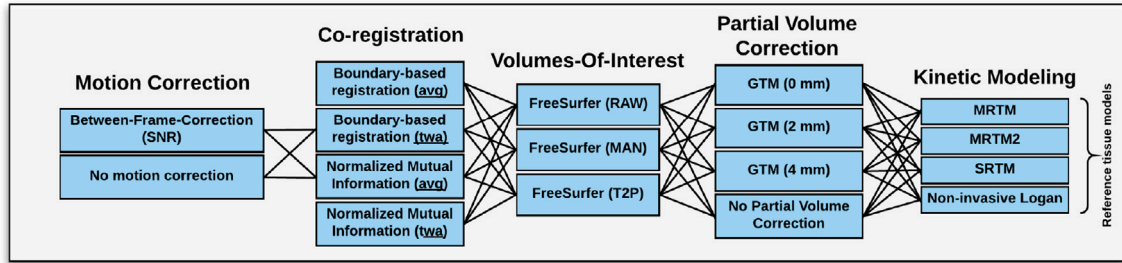 Motion Correction
Between-Frame-Correction
(SNR)
No motion correction
Co-registration
Boundary-based
registration (avg)
Boundary-based
registration (twa)
Normalized Mutual
Information (avg)
Normalized Mutual
Information (twa)
Volumes-Of-Interest
FreeSurfer (RAW)
FreeSurfer (MAN)
FreeSurfer (T2P)
Partial Volume
Correction
GTM (0 mm)
GTM (2 mm)
GTM (4 mm)
No Partial Volume
Correction
Kinetic Modeling
MRTM
MRTM2
SRTM
Non-invasive Logan
Reference tissue models